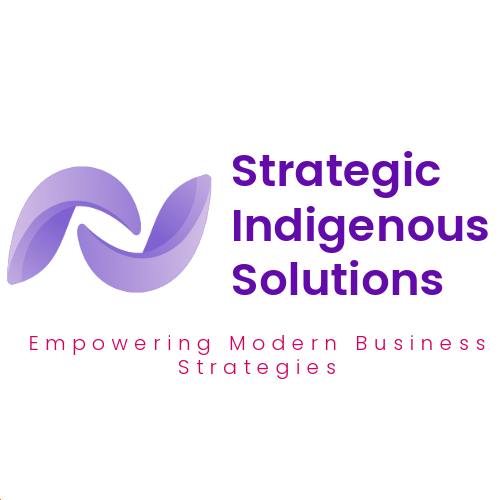 Strategic
Indigenous
Solutions
Empowering Modern Business
Strategies